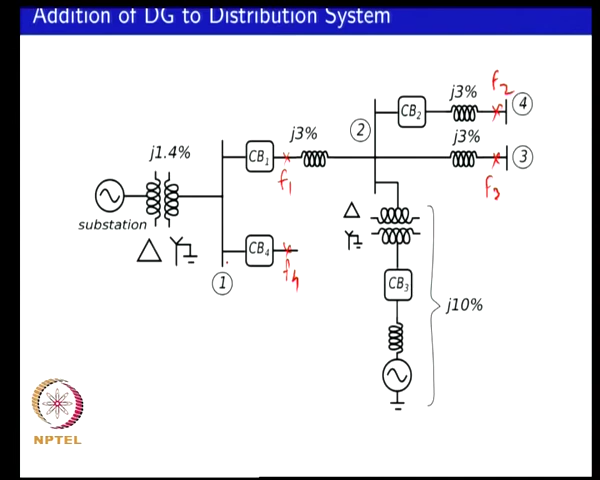 Addition of DG to Distribution System
j1.4%
substation
1
CB1
f1
j3%
CB4
f4
2
CB2
j3%
f2
4
j3%
f3
3
CB3
j10%
NPTEL